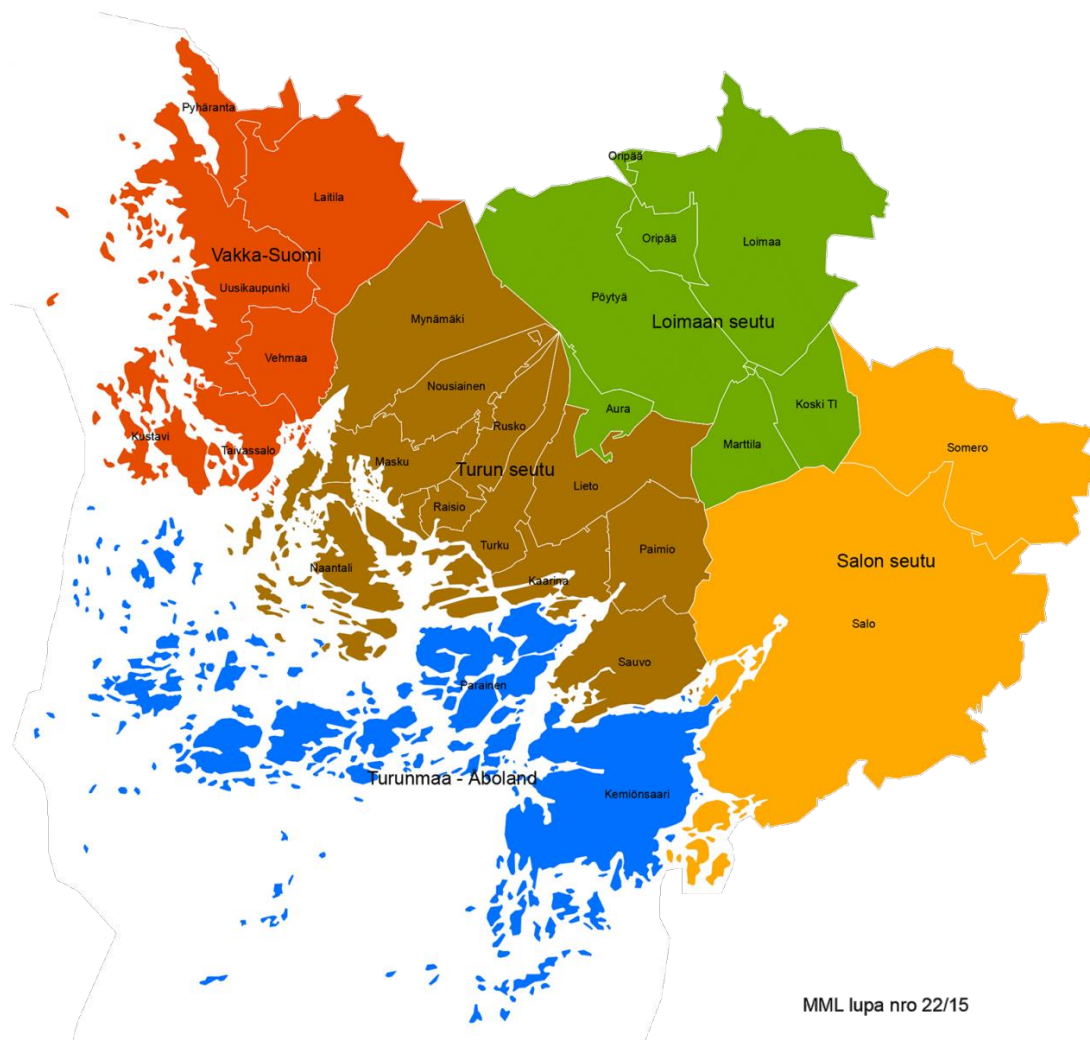 Pyhäranta
Oripää
Laitila
Oripää
Loimaa
Vakka-Suomi
Uusikaupunki
Pöytyä
Mynämäki
Loimaan seutu
Vehmaa
Nousiainen
Koski Tl
Aura
Rusko
Kustavi
Taivassalo
Marttila
Somero
Masku
Turun seutu
Lieto
Raisio
Turku
Paimio
Salon seutu
Naantali
Kaarina
Salo
Sauvo
Parainen
Turunmaa - Åboland
Kemiönsaari
MML lupa nro 22/15